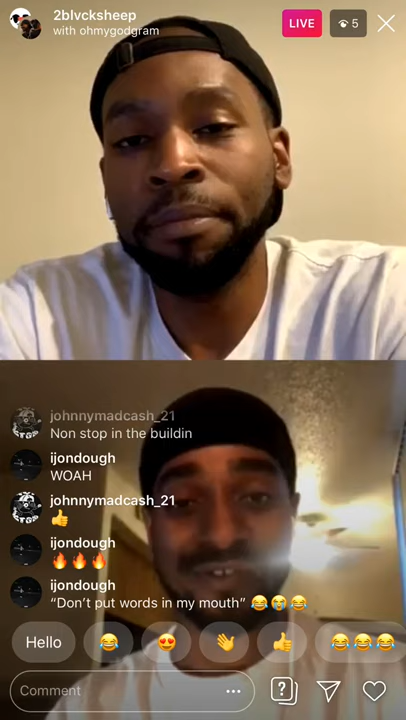 2blvcksheep
with ohmygodgram
LIVE
5
johnnymadcash_21
Non stop in the buildin
ijondough
WOAH
johnnymadcash_21
👍
ijondough
🔥🔥🔥
ijondough
“Don’t put words in my mouth” 😂😭😂
Hello 😂 😍 👋 👍 😂😂😂
Comment